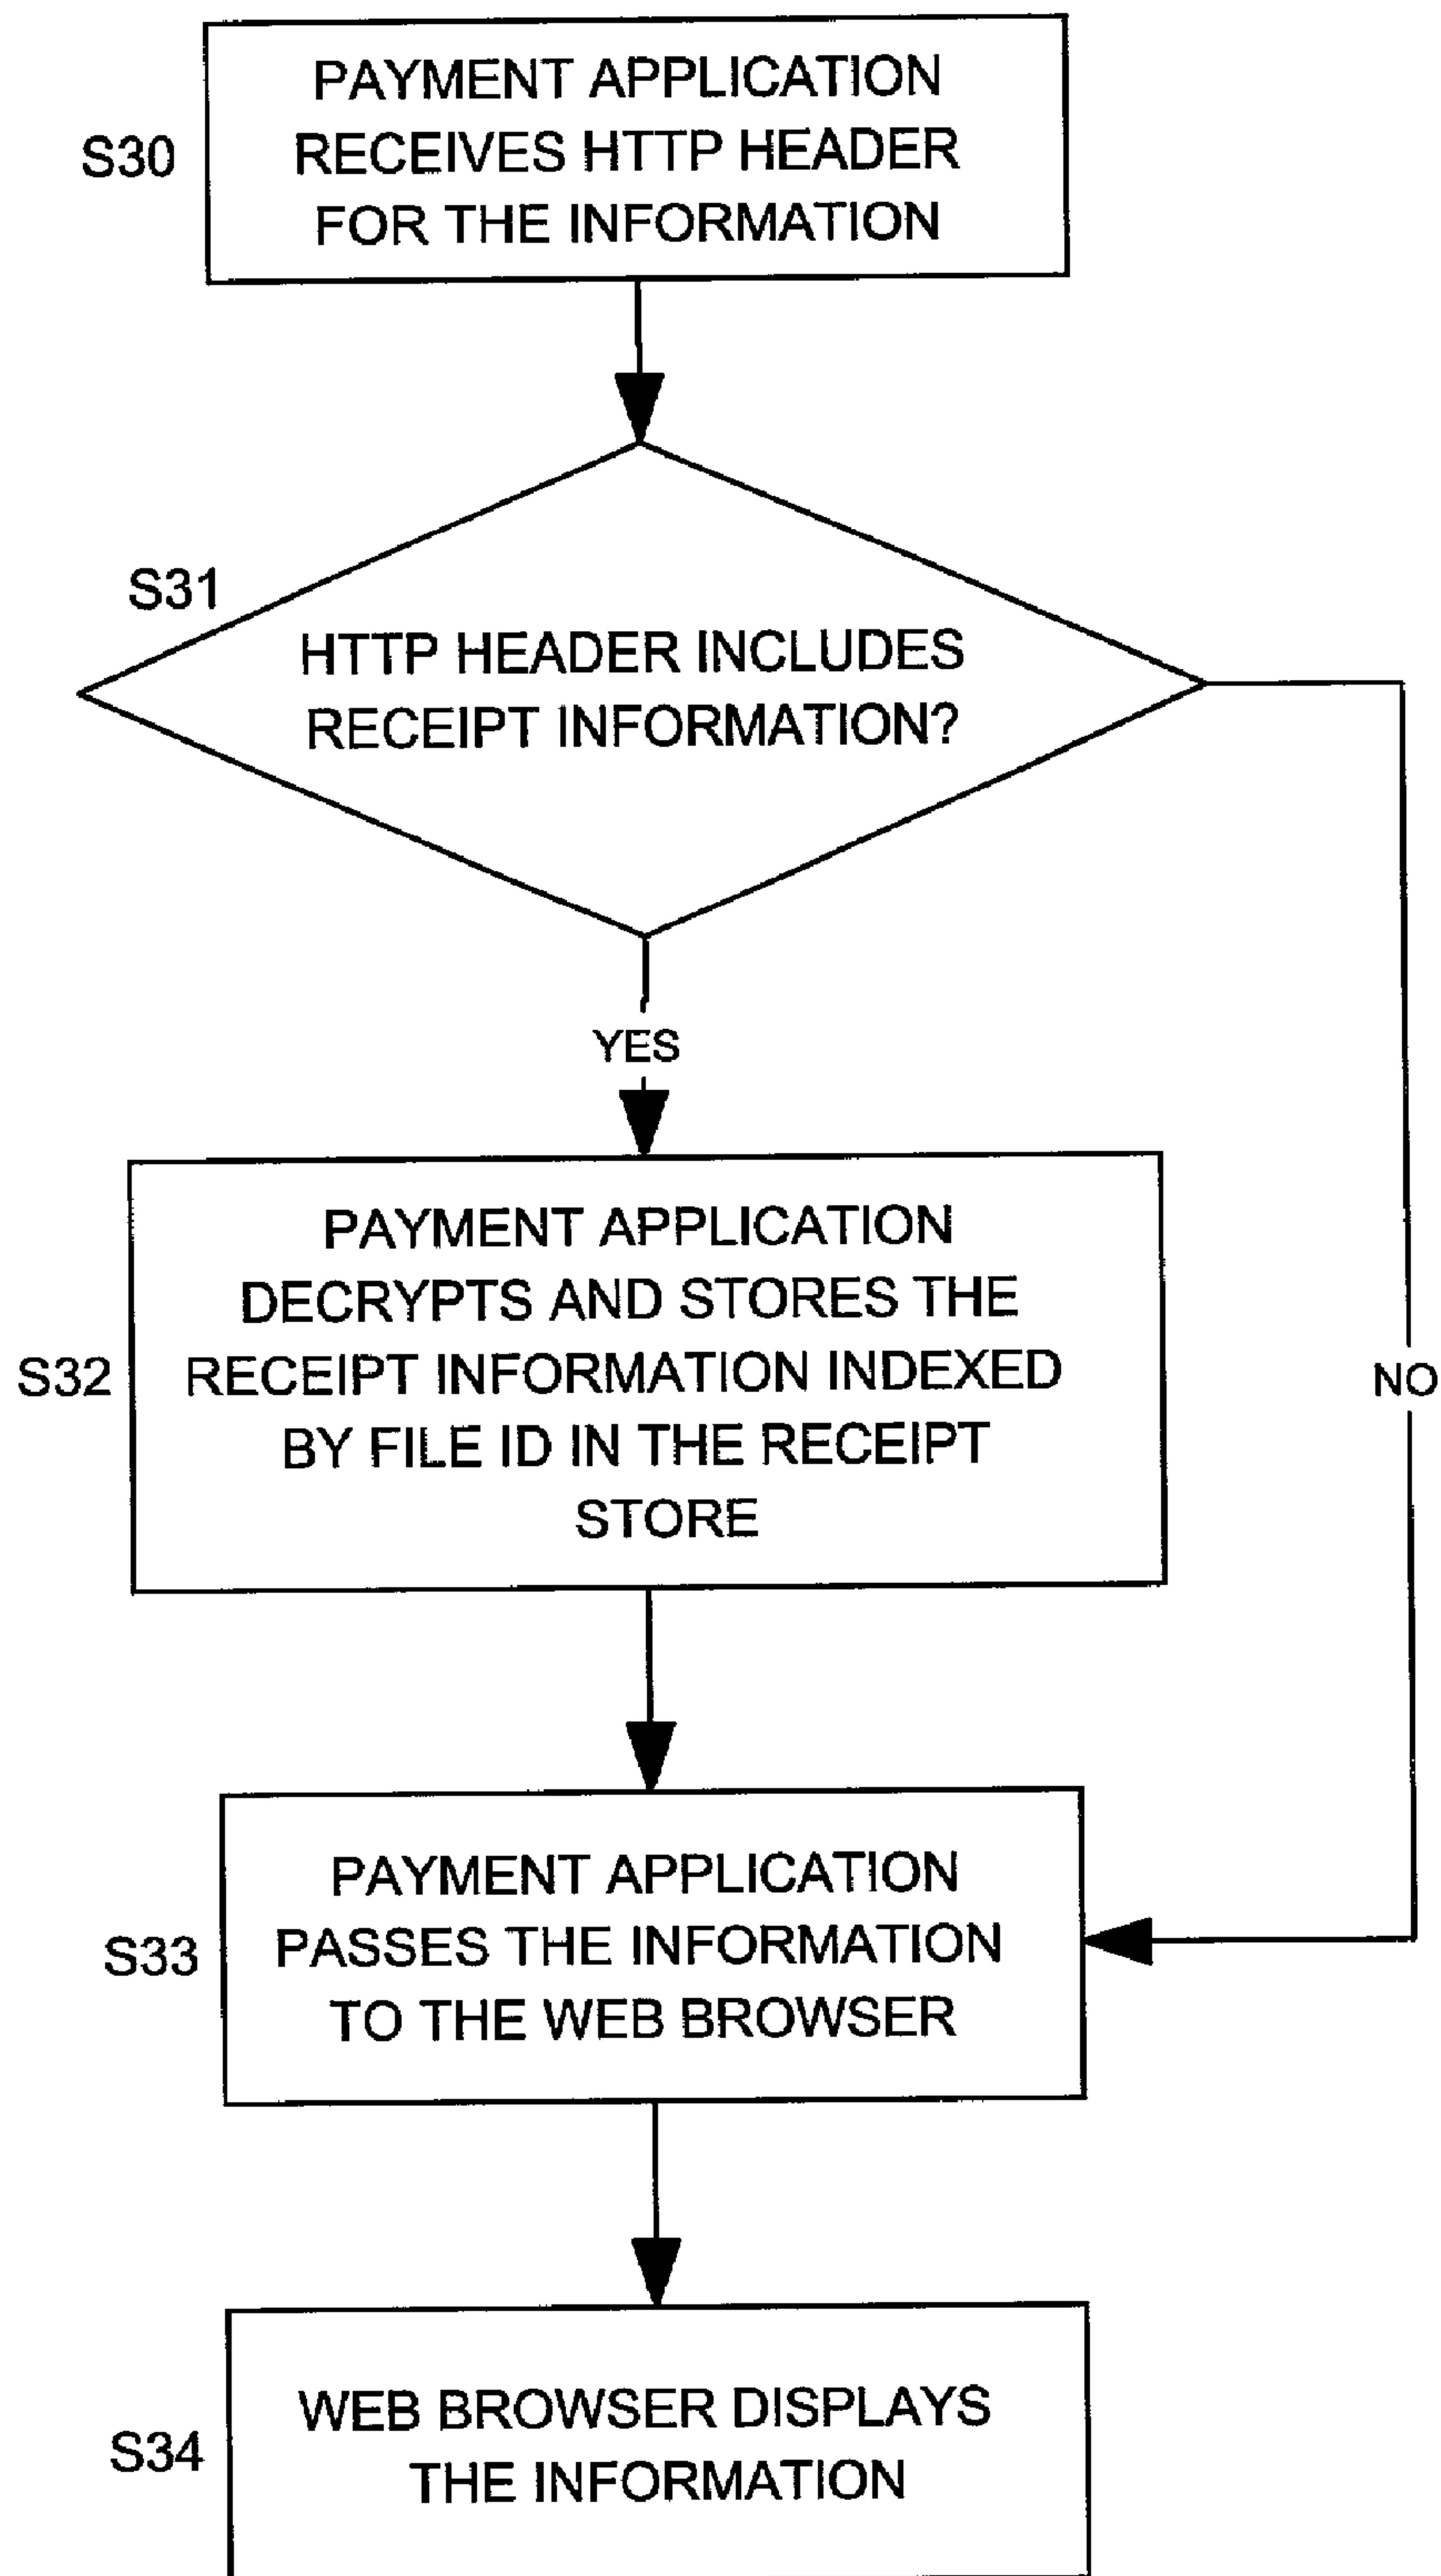 PAYMENT APPLICATION
RECEIVES HTTP HEADER
FOR THE INFORMATION
S30
S31
HTTP HEADER INCLUDES
RECEIPT INFORMATION?
YES
PAYMENT APPLICATION
DECRYPTS AND STORES THE
RECEIPT INFORMATION INDEXED
BY FILE ID IN THE RECEIPT
STORE
S32
NO
PAYMENT APPLICATION
PASSES THE INFORMATION
TO THE WEB BROWSER
S33
WEB BROWSER DISPLAYS
THE INFORMATION
S34